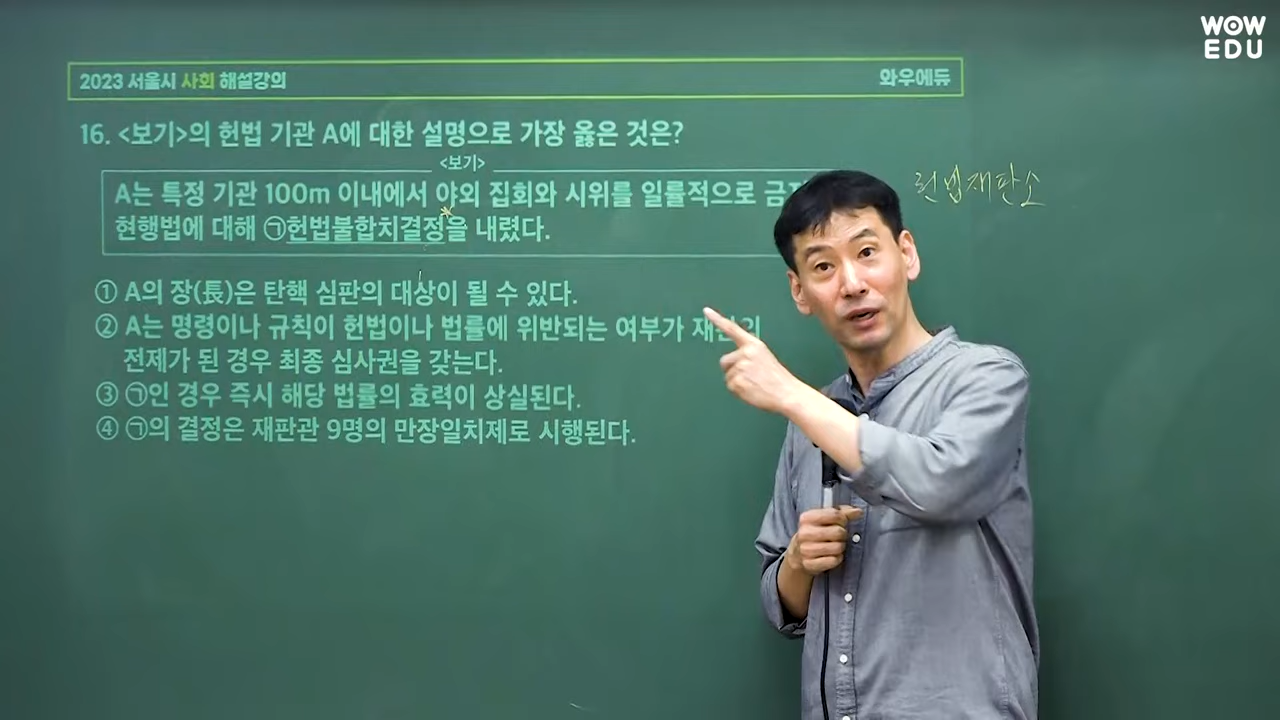 WOW
EDU
2023 서울시 사회 해설강의
와우에듀
16. <보기>의 헌법 기관 A에 대한 설명으로 가장 옳은 것은?
<보기>
A는 특정 기관 100m 이내에서 야외 집회와 시위를 일률적으로
현행법에 대해 ㉠헌법불합치결정을 내렸다.
헌법재판소
① A의 장(長)은 탄핵 심판의 대상이 될 수 있다.
② A는 명령이나 규칙이 헌법이나 법률에 위반되는 여부가 재판의
전제가 된 경우 최종 심사권을 갖는다.
③ ㉠인 경우 즉시 해당 법률의 효력이 상실된다.
④ ㉠의 결정은 재판관 9명의 만장일치제로 시행된다.